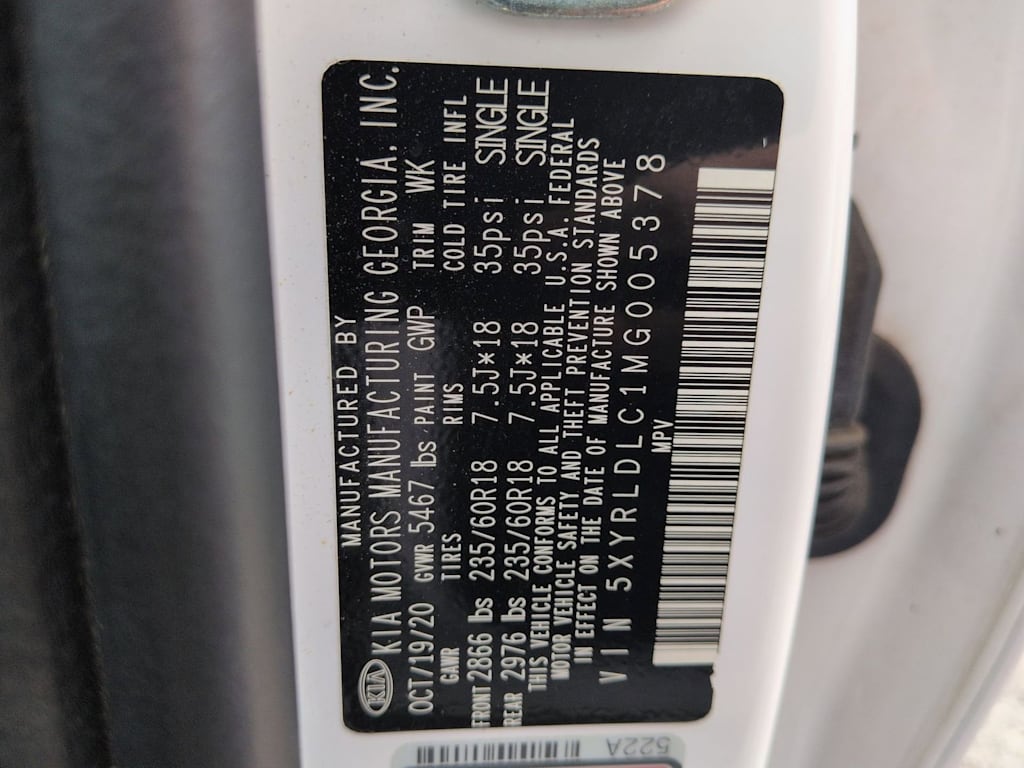 MANUFACTURED BY
KIA KIA MOTORS MANUFACTURING GEORGIA, INC.
OCT/19/20 GVWR 5467 lbs PAINT GWP TRIM WK
GAWR TIRES RIMS COLD TIRE INFL
FRONT 2866 lbs 235/60R18 7.5J*18 35psi SINGLE
REAR 2976 lbs 235/60R18 7.5J*18 35psi SINGLE
THIS VEHICLE CONFORMS TO ALL APPLICABLE U.S.A. FEDERAL
MOTOR VEHICLE SAFETY AND THEFT PREVENTION STANDARDS
IN EFFECT ON THE DATE OF MANUFACTURE SHOWN ABOVE
VIN 5XYRLDLC1MG005378
MPV
522A